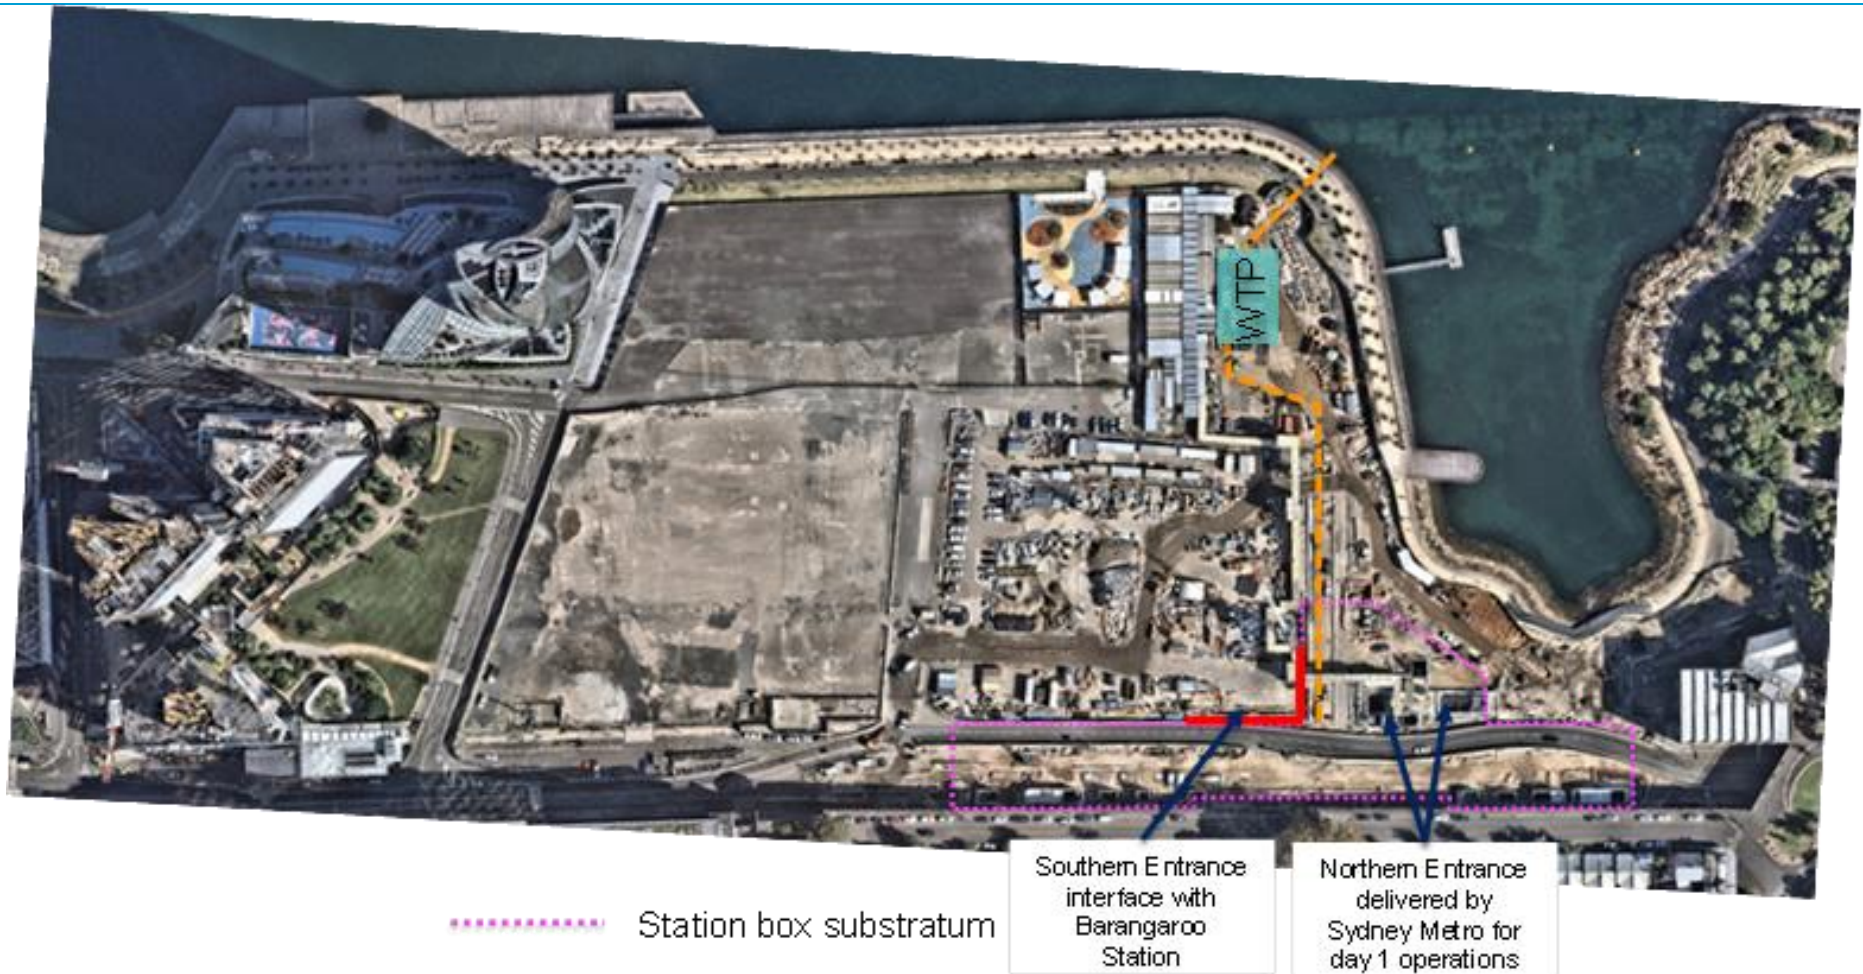 WTP
Southern Entrance
interface with
Barangaroo
Station
Northern Entrance
delivered by
Sydney Metro for
day 1 operations
Station box substratum